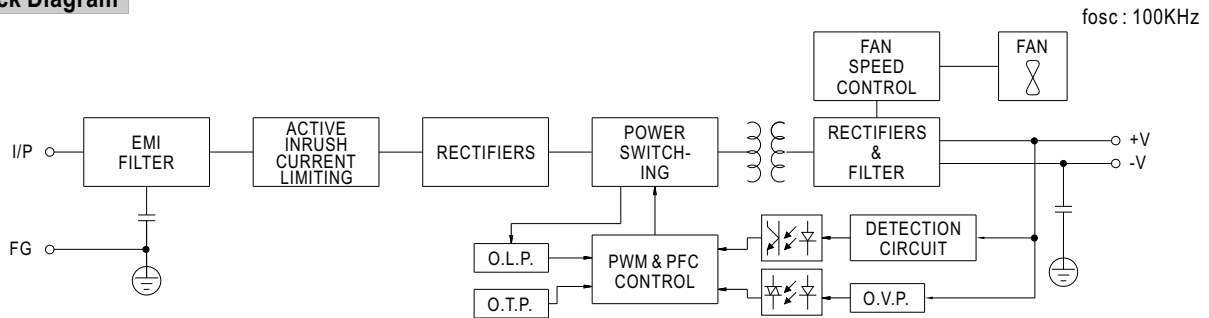 ck Diagram
fosc : 100KHz
FAN
SPEED
CONTROL
FAN
I/P
EMI
FILTER
ACTIVE
INRUSH
CURRENT
LIMITING
RECTIFIERS
POWER
SWITCH-
ING
RECTIFIERS
&
FILTER
+V
-V
FG
O.L.P.
PWM & PFC
CONTROL
DETECTION
CIRCUIT
O.T.P.
O.V.P.